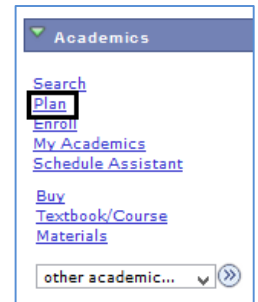 Academics
Search
Plan
Enroll
My Academics
Schedule Assistant
Buy
Textbook/Course
Materials
other academic...